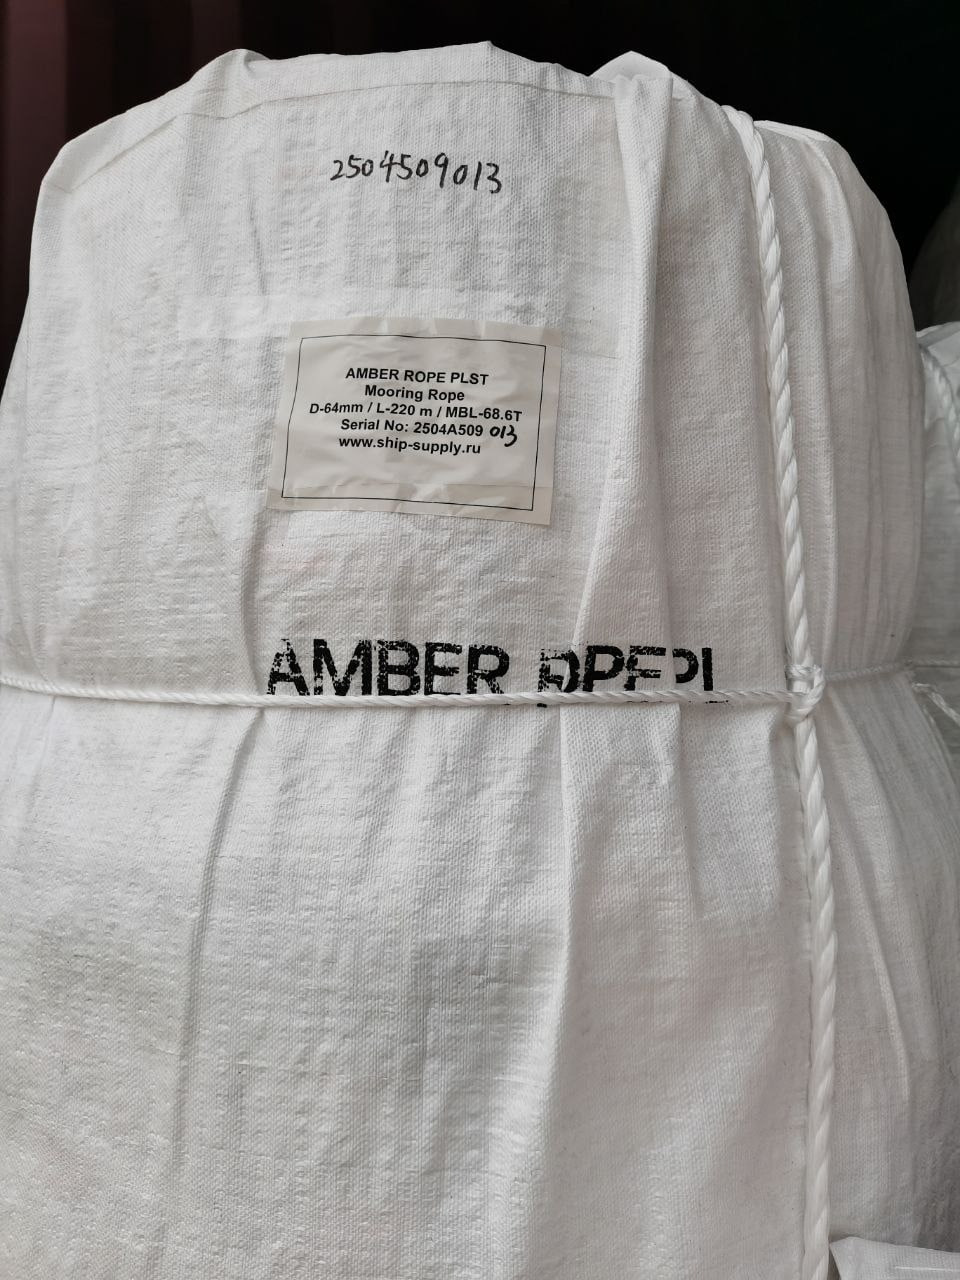 2504509013
AMBER ROPE PLST
Mooring Rope
D-64mm / L-220 m / MBL-68.6T
Serial No: 2504A509 013
www.ship-supply.ru
AMBER